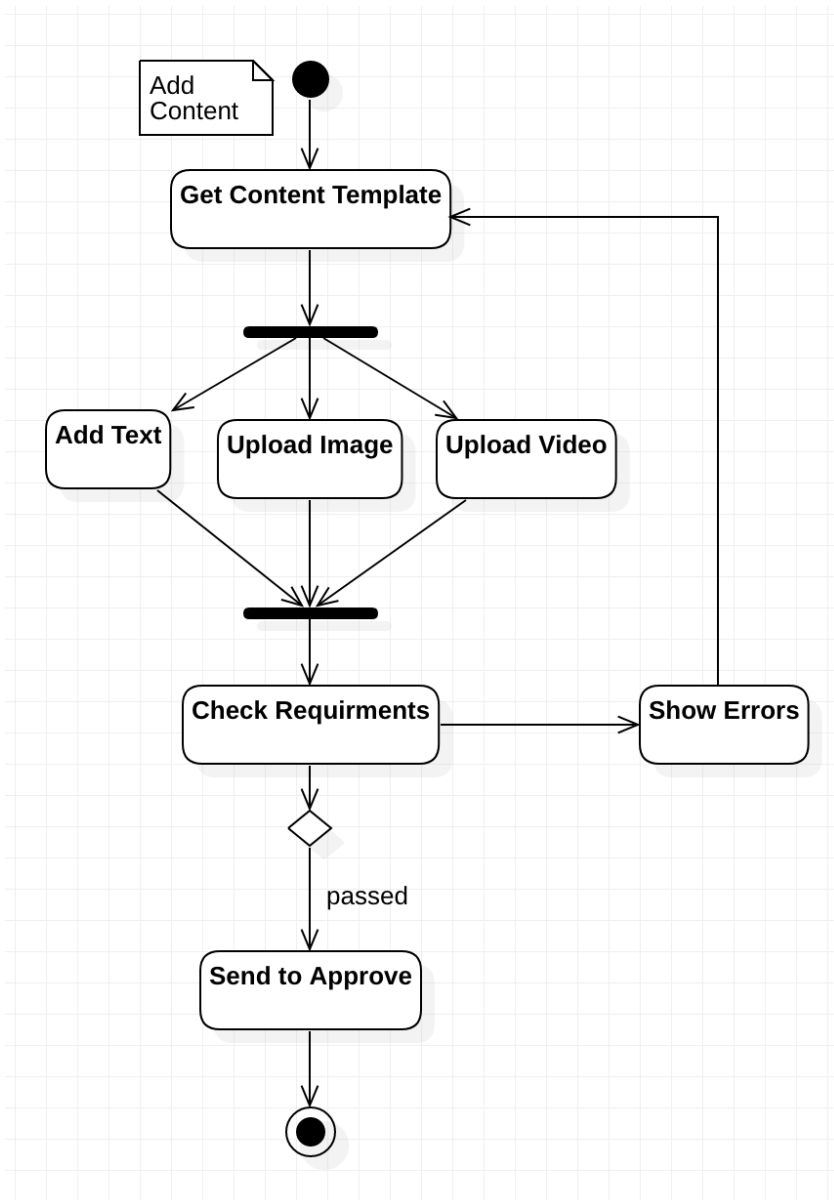 Add
Content
Get Content Template
Add Text
Upload Image
Upload Video
Check Requirments
Show Errors
passed
Send to Approve